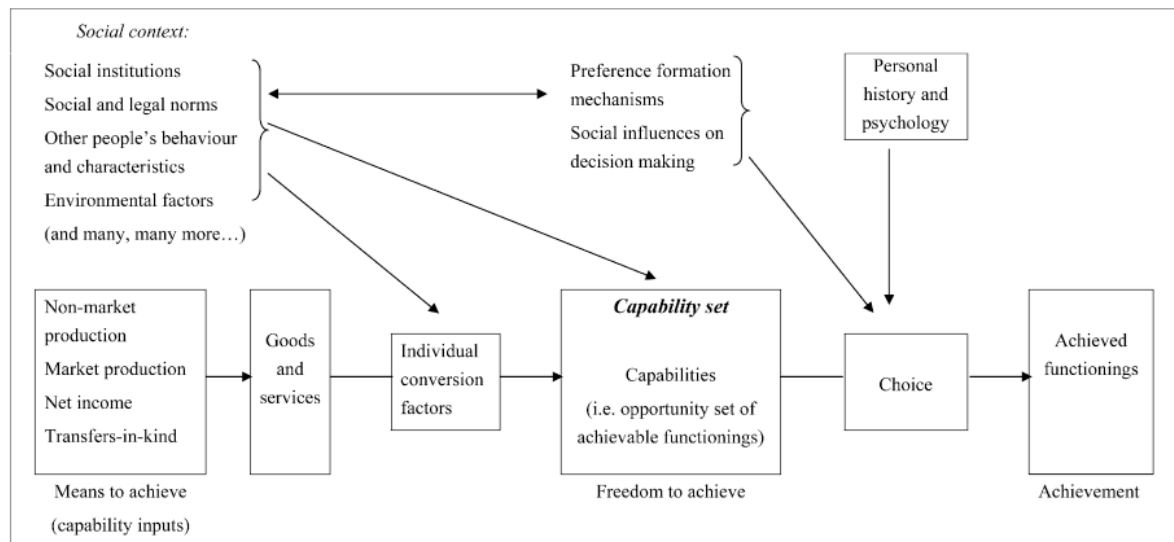 Social context:
Social institutions
Social and legal norms
Other people's behaviour
and characteristics
Environmental factors
(and many, many more…)
Preference formation
mechanisms
Social influences on
decision making
Personal
history and
psychology
Non-market
production
Market production
Net income
Transfers-in-kind
Means to achieve
(capability inputs)
Goods
and
services
Individual
conversion
factors
Capability set
Capabilities
(i.e. opportunity set of
achievable functionings)
Freedom to achieve
Choice
Achieved
functionings
Achievement